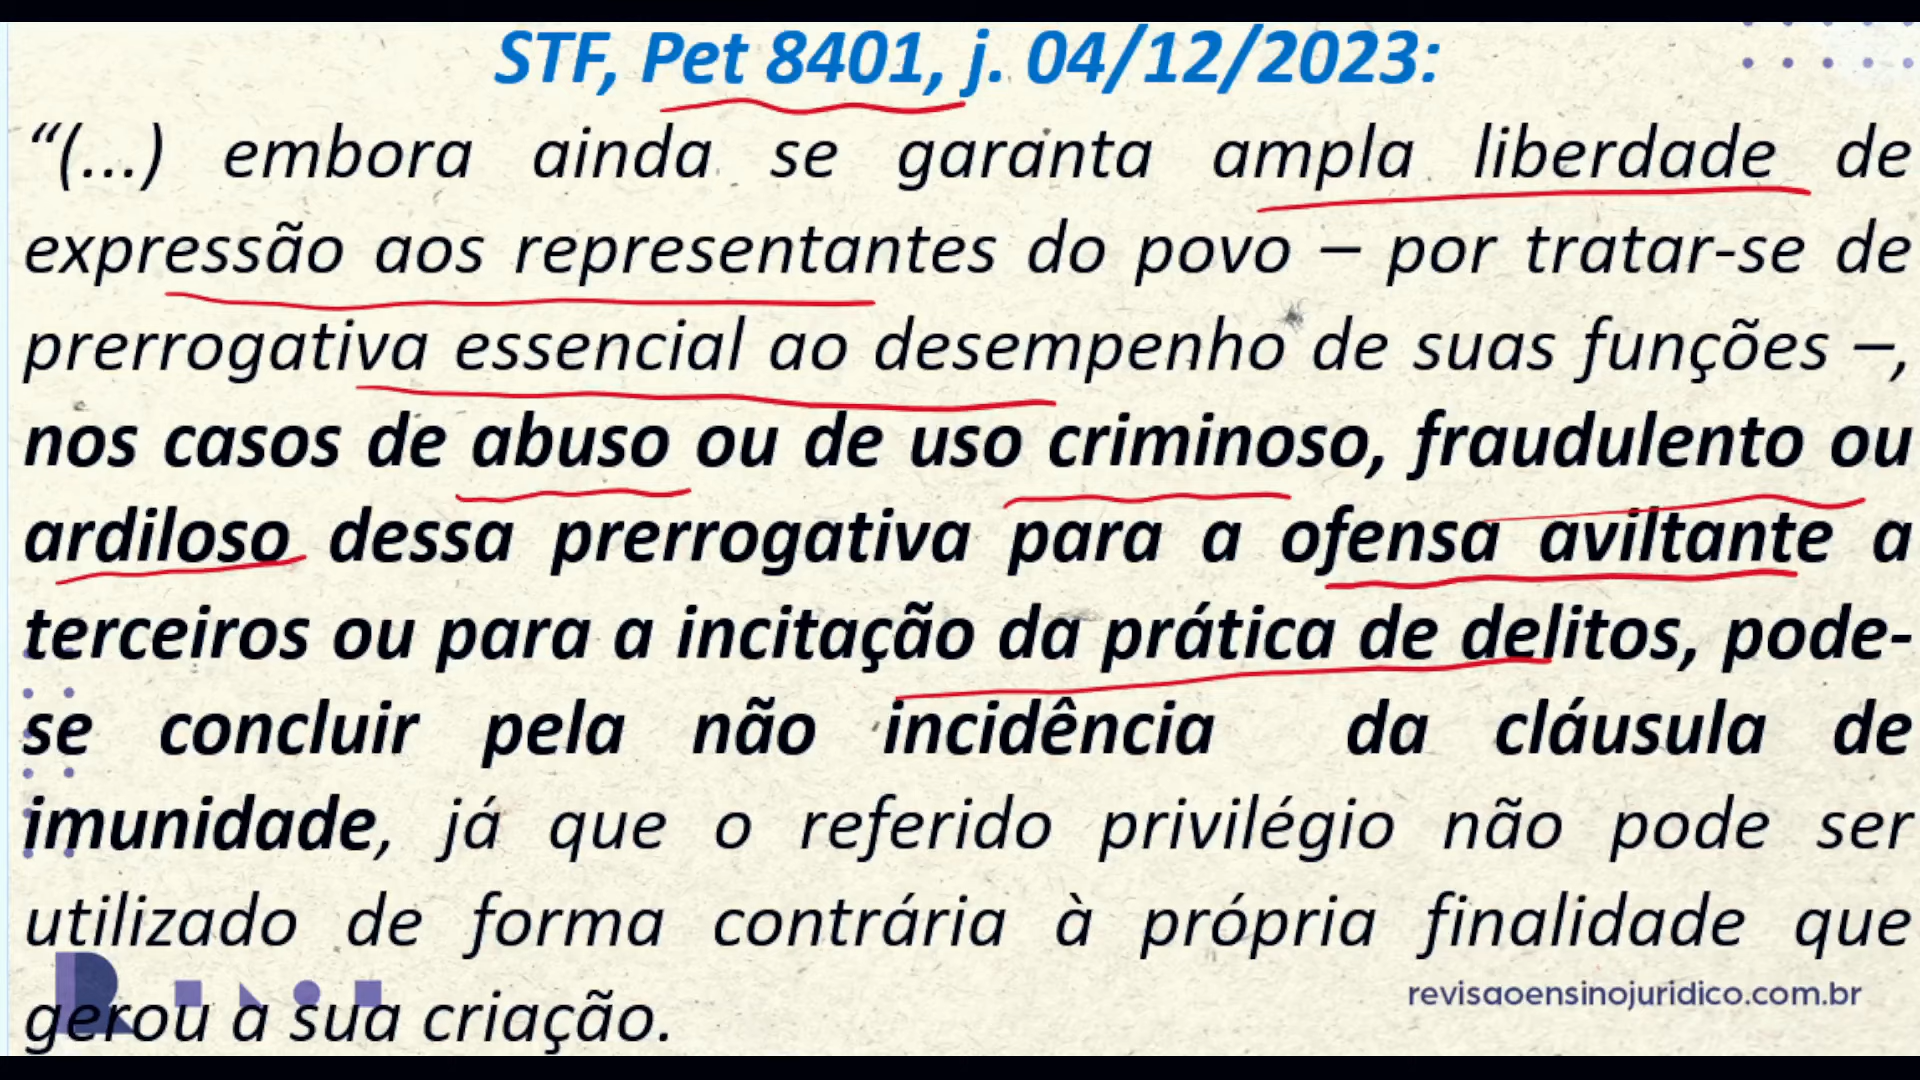 STF, Pet 8401, j. 04/12/2023:
“(...) embora ainda se garanta ampla liberdade de
expressão aos representantes do povo – por tratar-se de
prerrogativa essencial ao desempenho de suas funções –,
nos casos de abuso ou de uso criminoso, fraudulento ou
ardiloso dessa prerrogativa para a ofensa aviltante a
terceiros ou para a incitação da prática de delitos, pode-
se concluir pela não incidência da cláusula de
imunidade, já que o referido privilégio não pode ser
utilizado de forma contrária à própria finalidade que
gerou a sua criação.
revisaoensinojuridico.com.br